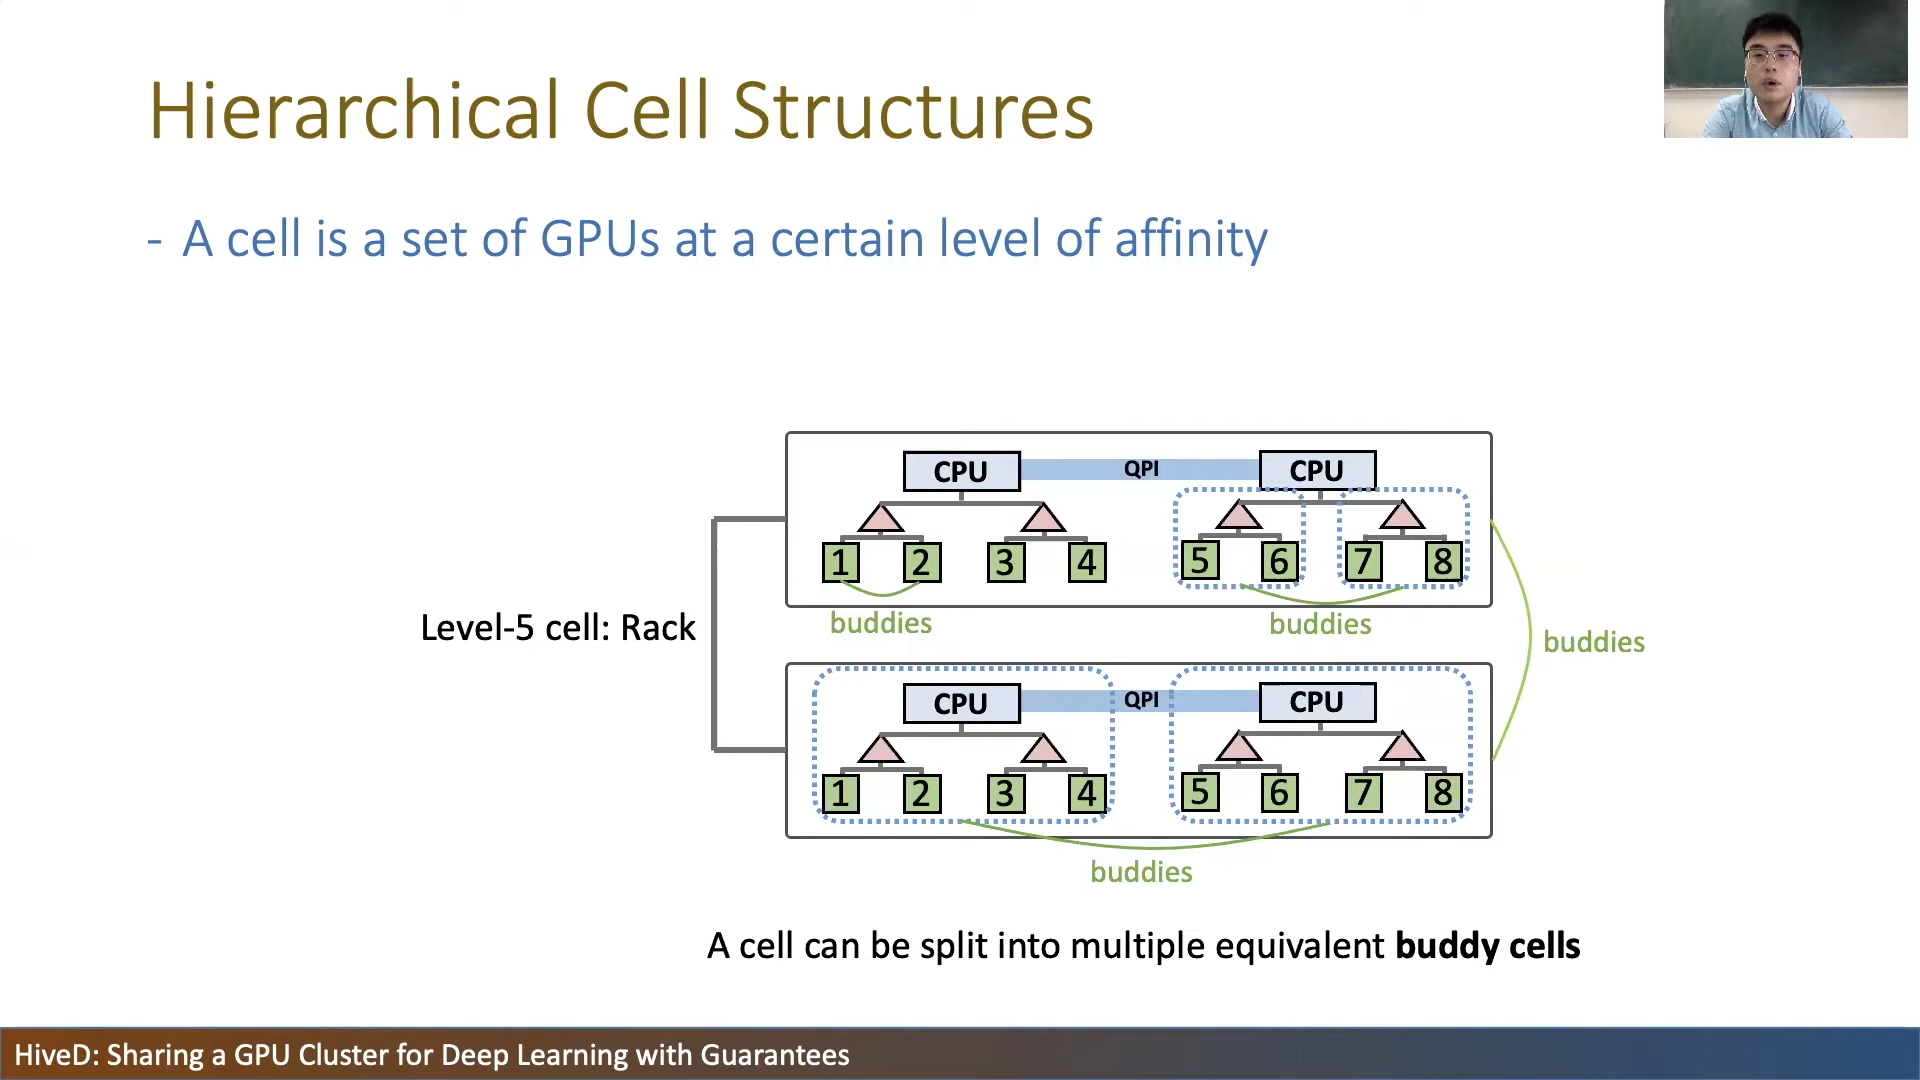 Hierarchical Cell Structures
- A cell is a set of GPUs at a certain level of affinity
CPU QPI CPU
1 2 3 4 5 6 7 8
buddies buddies
Level-5 cell: Rack
buddies
CPU QPI CPU
1 2 3 4 5 6 7 8
buddies
A cell can be split into multiple equivalent buddy cells
HiveD: Sharing a GPU Cluster for Deep Learning with Guarantees